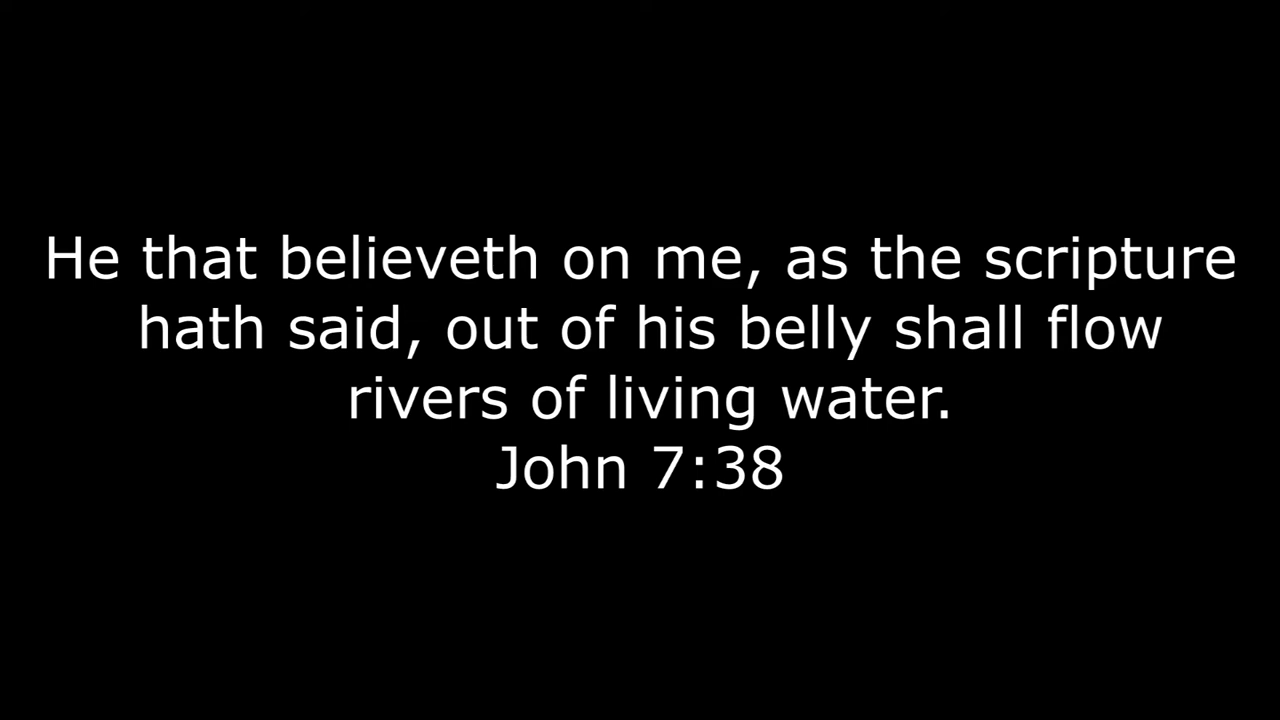 He that believeth on me, as the scripture
hath said, out of his belly shall flow
rivers of living water.
John 7:38